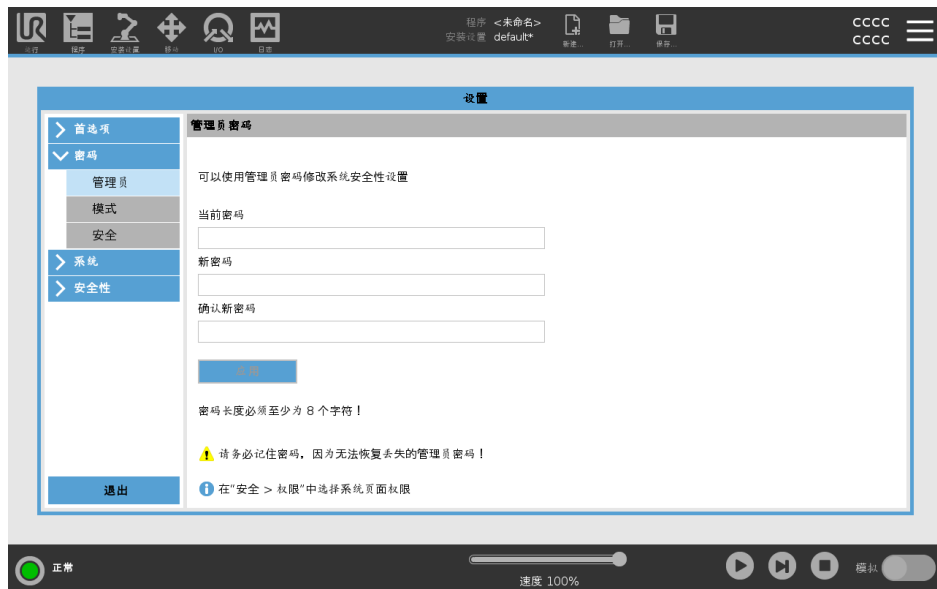 程序 <未命名>
安装设置 default*
cccc
cccc
运行
程序
安装设置
移动
I/O
日志
新建...
打开...
保存...
设置
首选项
密码
管理员
模式
安全
系统
安全性
退出
管理员密码
可以使用管理员密码修改系统安全性设置
当前密码
新密码
确认新密码
应用
密码长度必须至少为 8 个字符！
请务必记住密码，因为无法恢复丢失的管理员密码！
在“安全 > 权限”中选择系统页面权限
正常
速度 100%
模拟